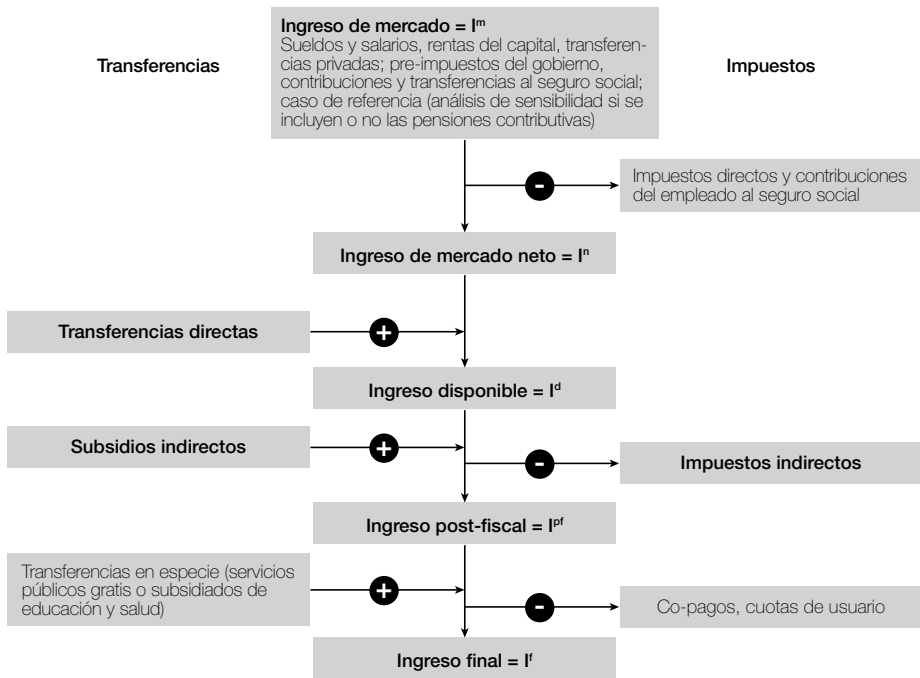 Ingreso de mercado = Iᵐ
Sueldos y salarios, rentas del capital, transferen-
cias privadas; pre-impuestos del gobierno,
contribuciones y transferencias al seguro social;
caso de referencia (análisis de sensibilidad si se
incluyen o no las pensiones contributivas)
Transferencias
Impuestos
-
Impuestos directos y contribuciones
del empleado al seguro social
Ingreso de mercado neto = Iⁿ
Transferencias directas
+
Ingreso disponible = Iᵈ
Subsidios indirectos
+
-
Impuestos indirectos
Ingreso post-fiscal = Iᵖᶠ
Transferencias en especie (servicios
públicos gratis o subsidiados de
educación y salud)
+
-
Co-pagos, cuotas de usuario
Ingreso final = Iᶠ